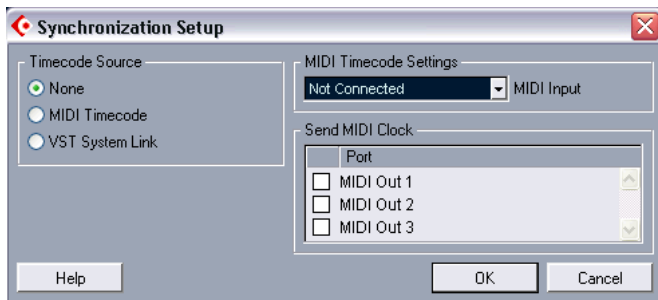 Synchronization Setup
Timecode Source
None
MIDI Timecode
VST System Link
MIDI Timecode Settings
Not Connected MIDI Input
Send MIDI Clock
Port
MIDI Out 1
MIDI Out 2
MIDI Out 3
Help OK Cancel